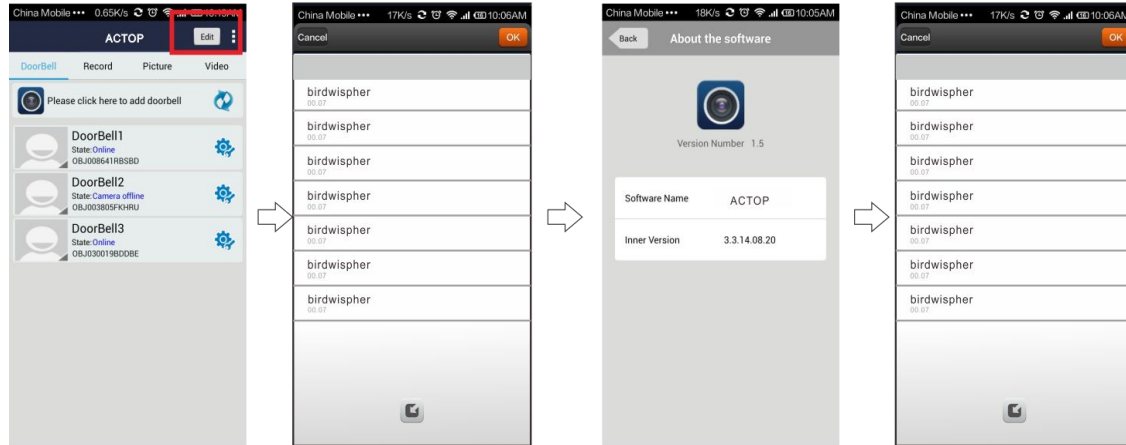 China Mobile ••• 0.65K/s 10:13AM
ACTOP
Edit
DoorBell Record Picture Video
Please click here to add doorbell
DoorBell1
State:Online
OBJ008641RBSBD
DoorBell2
State:Camera offline
OBJ003805FKHRU
DoorBell3
State:Online
OBJ030019BDDBE
China Mobile ••• 17K/s 10:06AM
Cancel OK
birdwispher
00.07
birdwispher
00.07
birdwispher
00.07
birdwispher
00.07
birdwispher
00.07
birdwispher
00.07
birdwispher
00.07
China Mobile ••• 18K/s 10:05AM
Back About the software
Version Number 1.5
Software Name ACTOP
Inner Version 3.3.14.08.20
China Mobile ••• 17K/s 10:06AM
Cancel OK
birdwispher
00.07
birdwispher
00.07
birdwispher
00.07
birdwispher
00.07
birdwispher
00.07
birdwispher
00.07
birdwispher
00.07